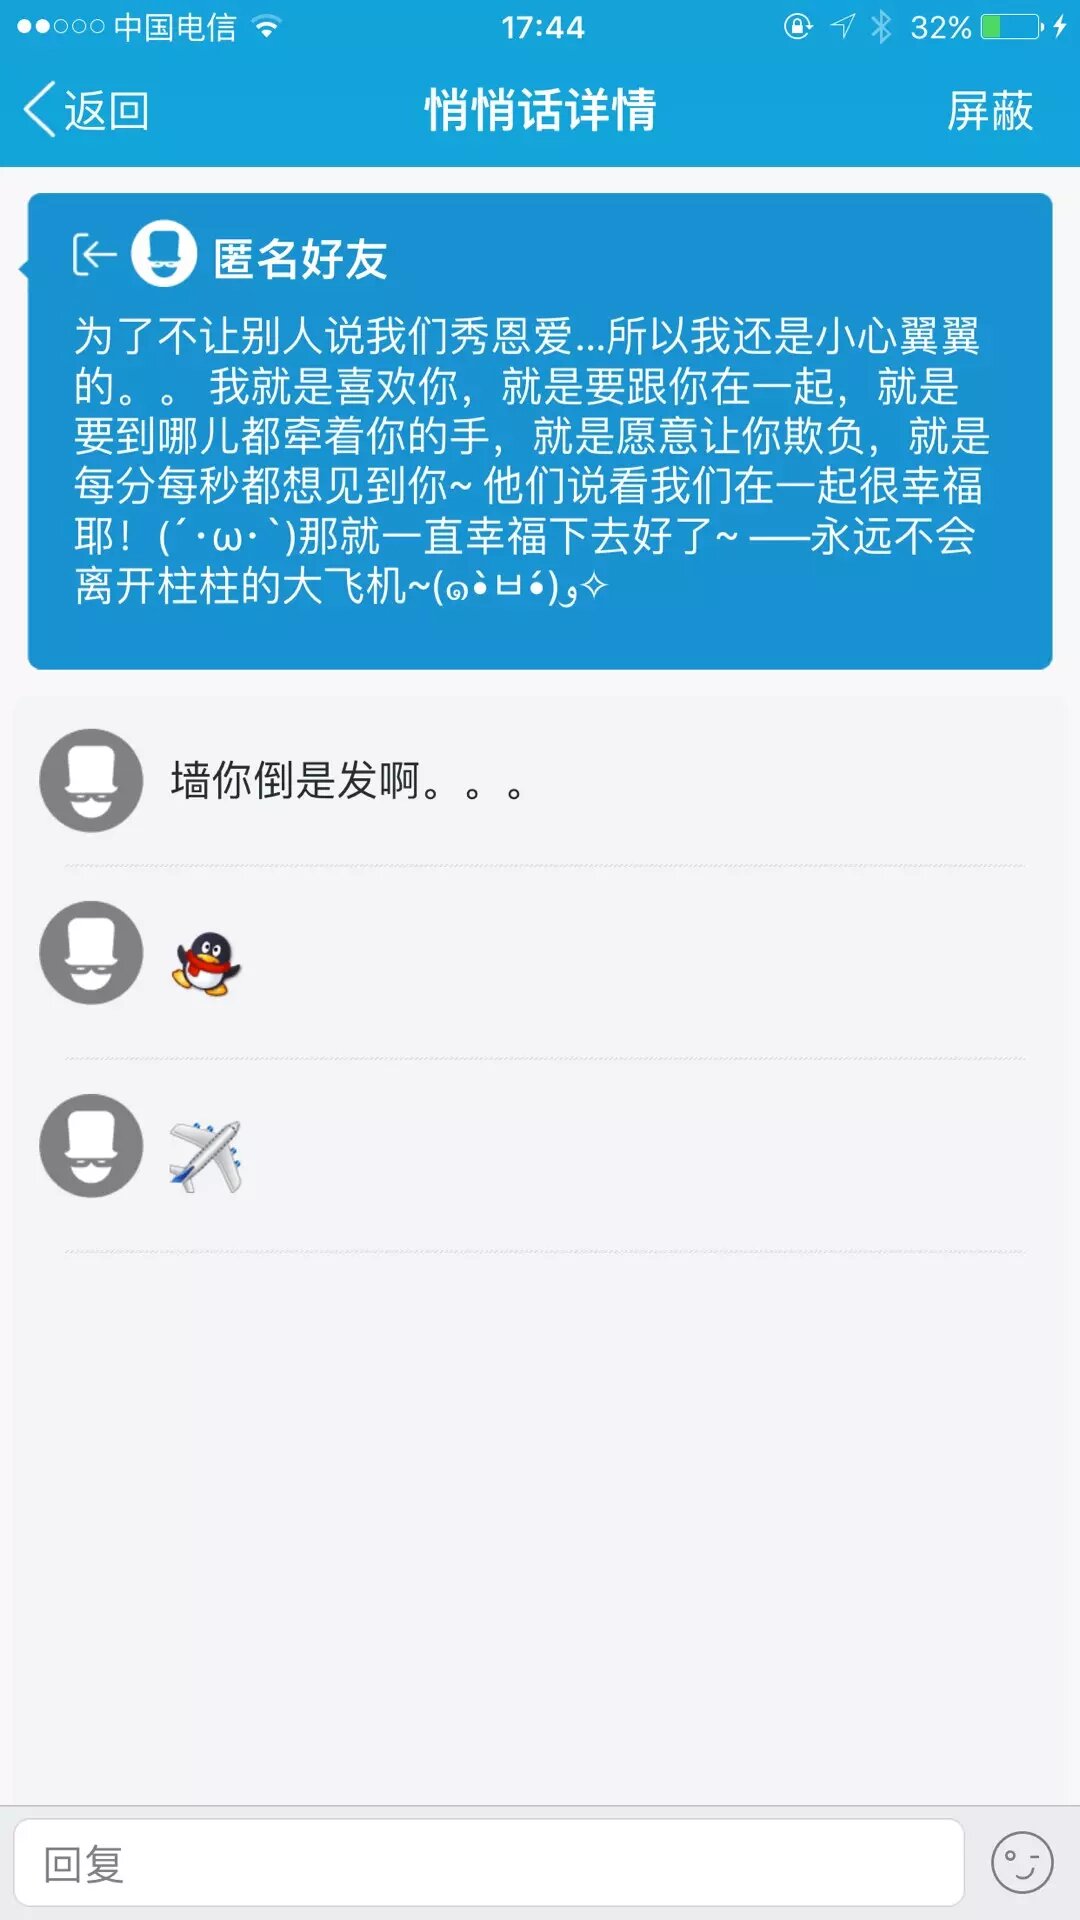 中国电信 17:44 32%
返回 悄悄话详情 屏蔽
匿名好友
为了不让别人说我们秀恩爱...所以我还是小心翼翼
的。。 我就是喜欢你，就是要跟你在一起，就是
要到哪儿都牵着你的手，就是愿意让你欺负，就是
每分每秒都想见到你~ 他们说看我们在一起很幸福
耶！(´･ω･`)那就一直幸福下去好了~ ——永远不会
离开柱柱的大飞机~(๑•̀ㅂ•́)و✧
墙你倒是发啊。。。
回复